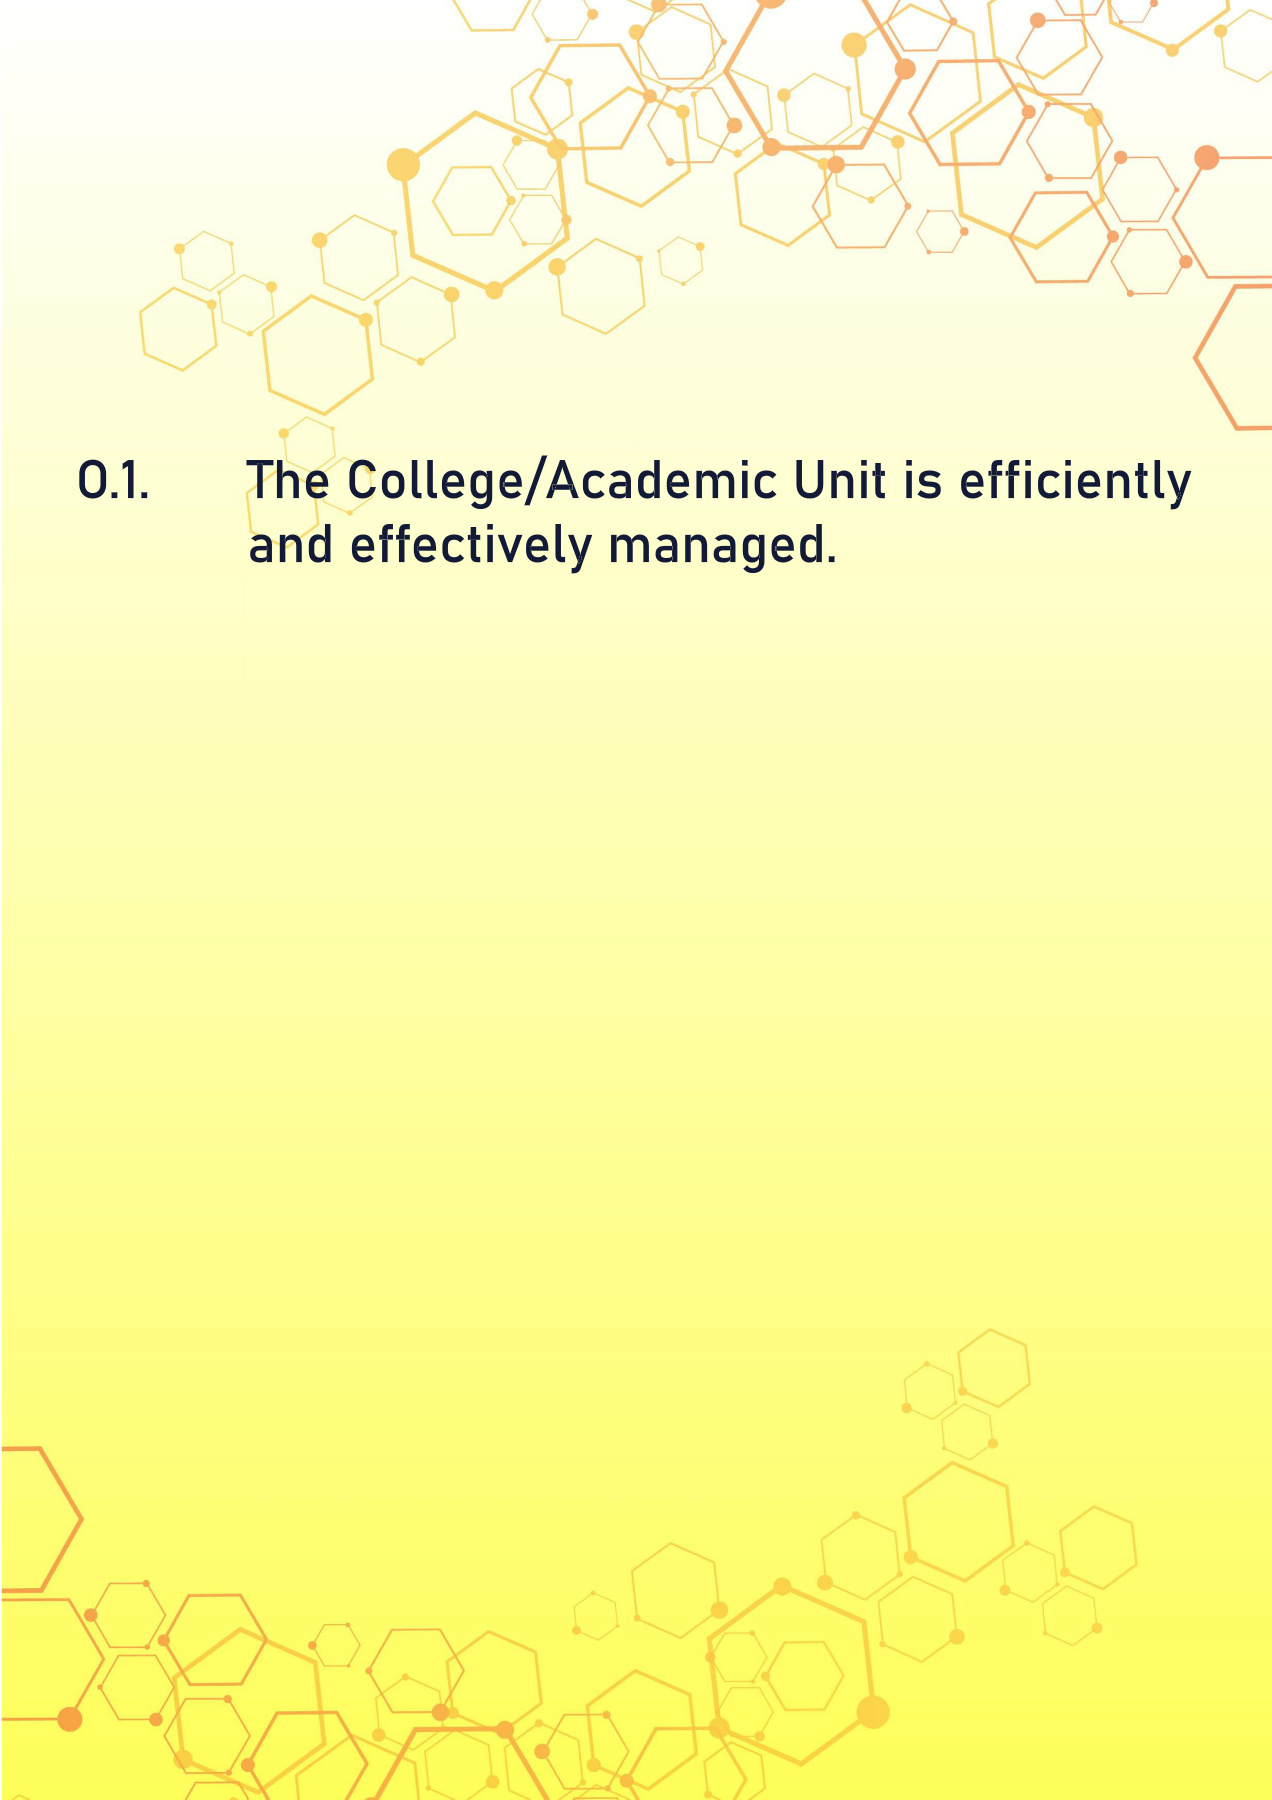 O.1. The College/Academic Unit is efficiently
and effectively managed.